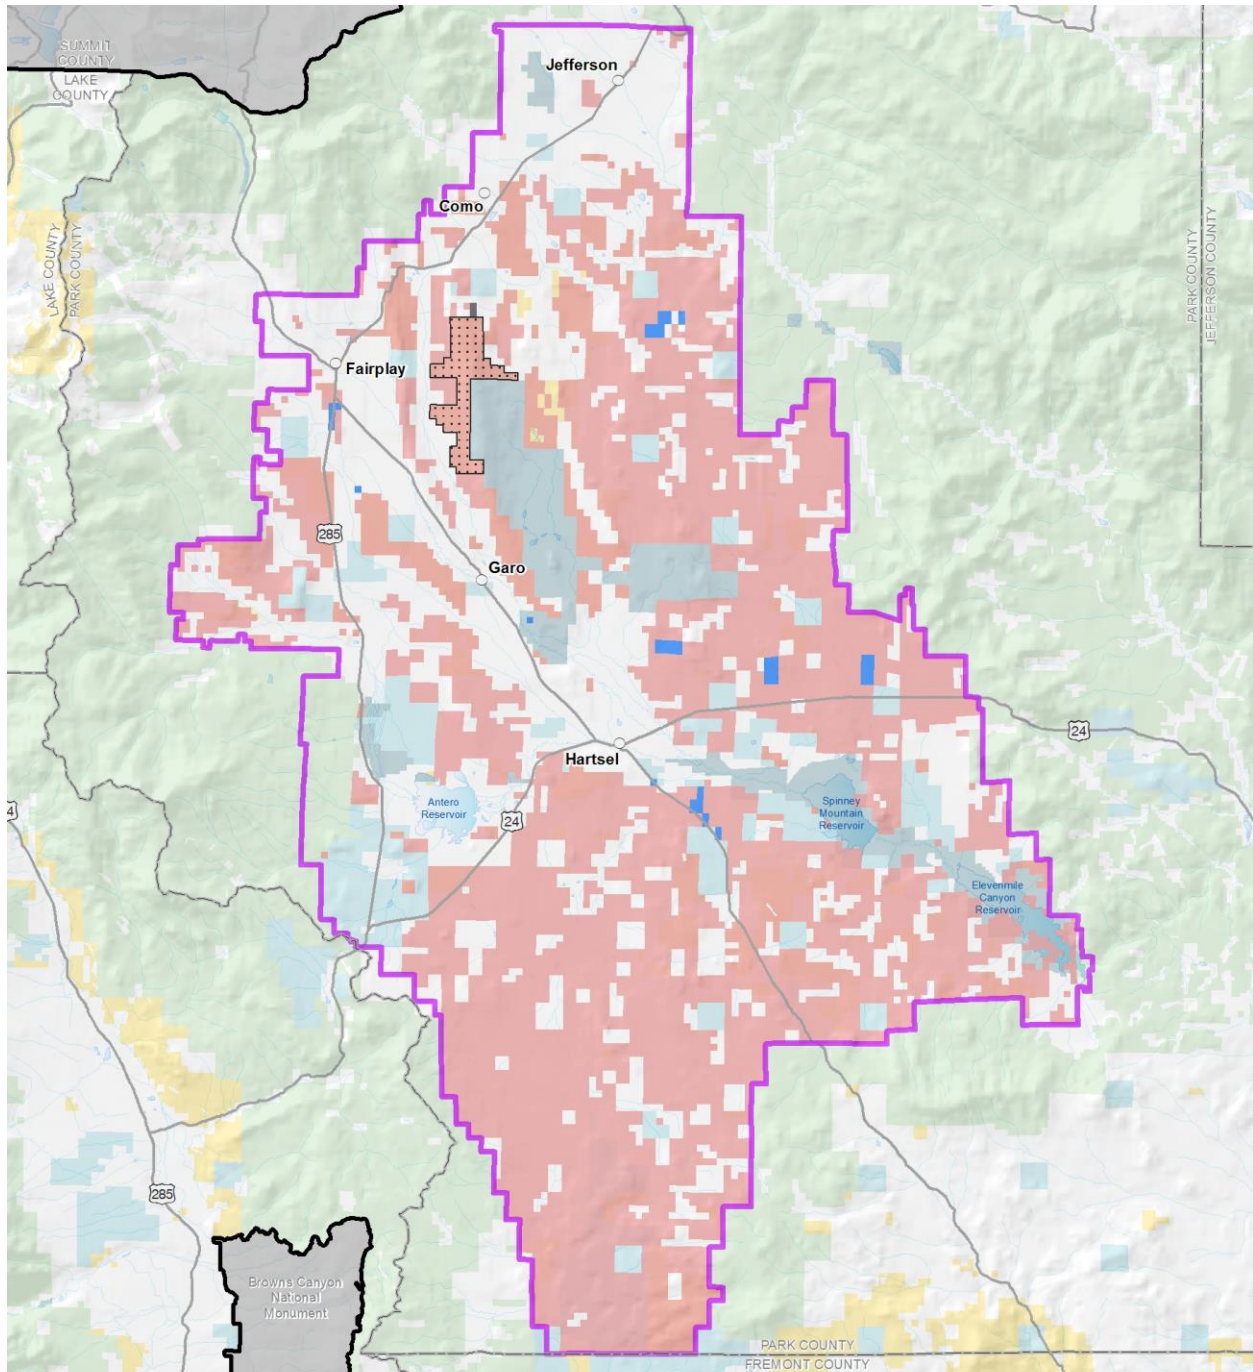 SUMMIT
COUNTY
LAKE
COUNTY
Jefferson
Como
LAKE COUNTY
PARK COUNTY
PARK COUNTY
JEFFERSON COUNTY
Fairplay
285
Garo
24
Hartsel
Antero
Reservoir
24
Spinney
Mountain
Reservoir
4
Elevenmile
Canyon
Reservoir
285
Browns Canyon
National
Monument
PARK COUNTY
FREMONT COUNTY